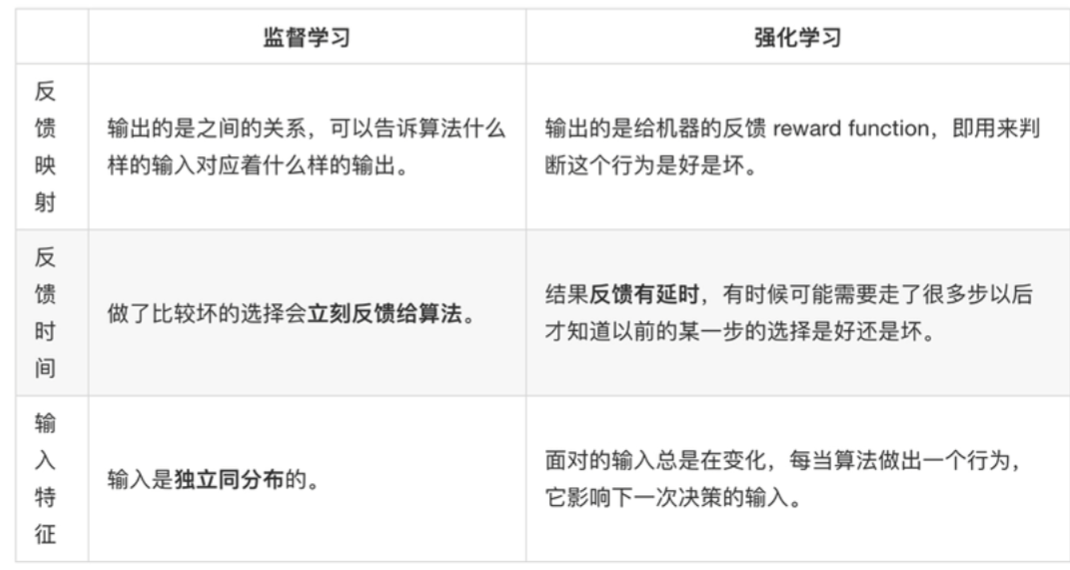 监督学习
强化学习
反馈映射
输出的是之间的关系，可以告诉算法什么
样的输入对应着什么样的输出。
输出的是给机器的反馈 reward function，即用来判
断这个行为是好是坏。
反馈时间
做了比较坏的选择会立刻反馈给算法。
结果反馈有延时，有时候可能需要走了很多步以后
才知道以前的某一步的选择是好还是坏。
输入特征
输入是独立同分布的。
面对的输入总是在变化，每当算法做出一个行为，
它影响下一次决策的输入。